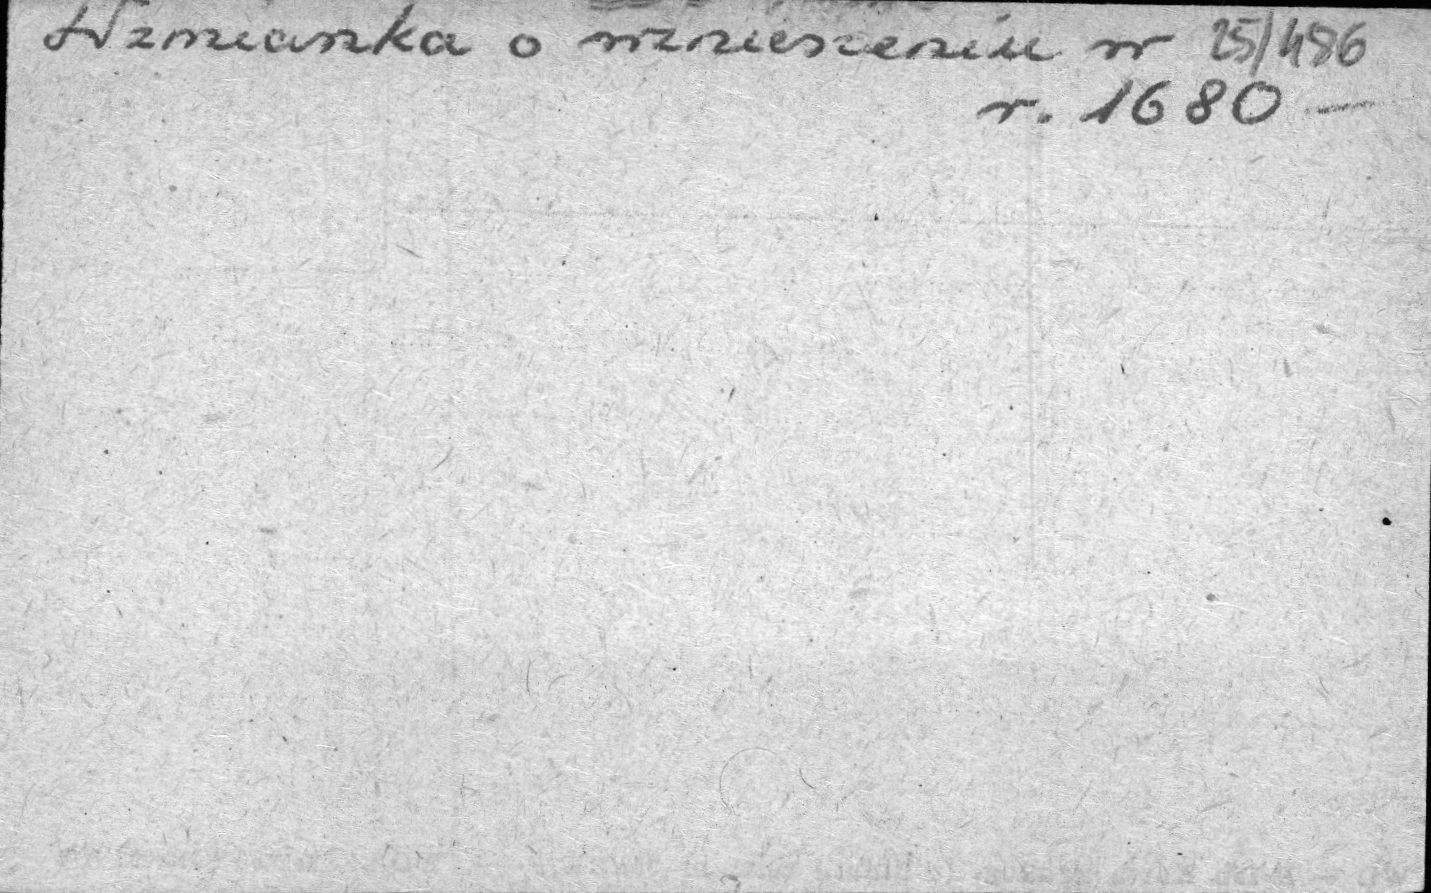 Wzmianka o wzniesieniu w 25/486
r. 1680 —